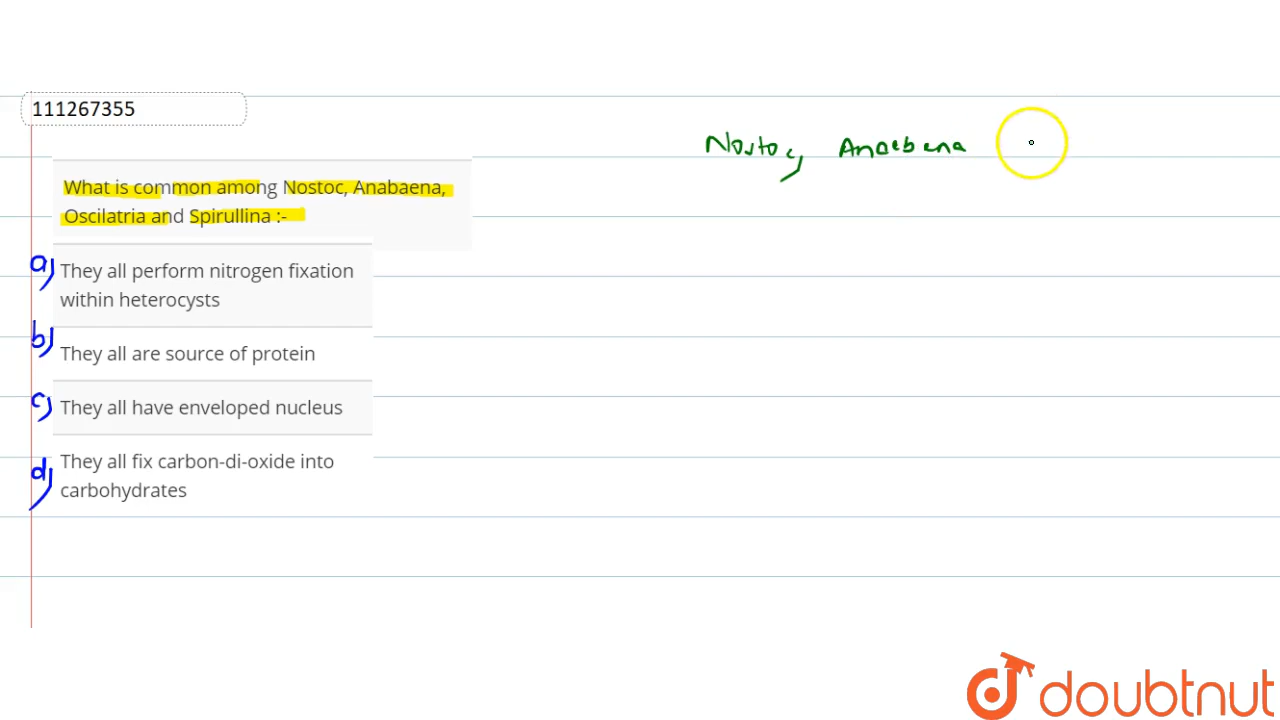 111267355
Nostoc, Anaebena
What is common among Nostoc, Anabaena,
Oscilatria and Spirullina :-
a) They all perform nitrogen fixation
within heterocysts
b) They all are source of protein
c) They all have enveloped nucleus
d) They all fix carbon-di-oxide into
carbohydrates
doubtnut